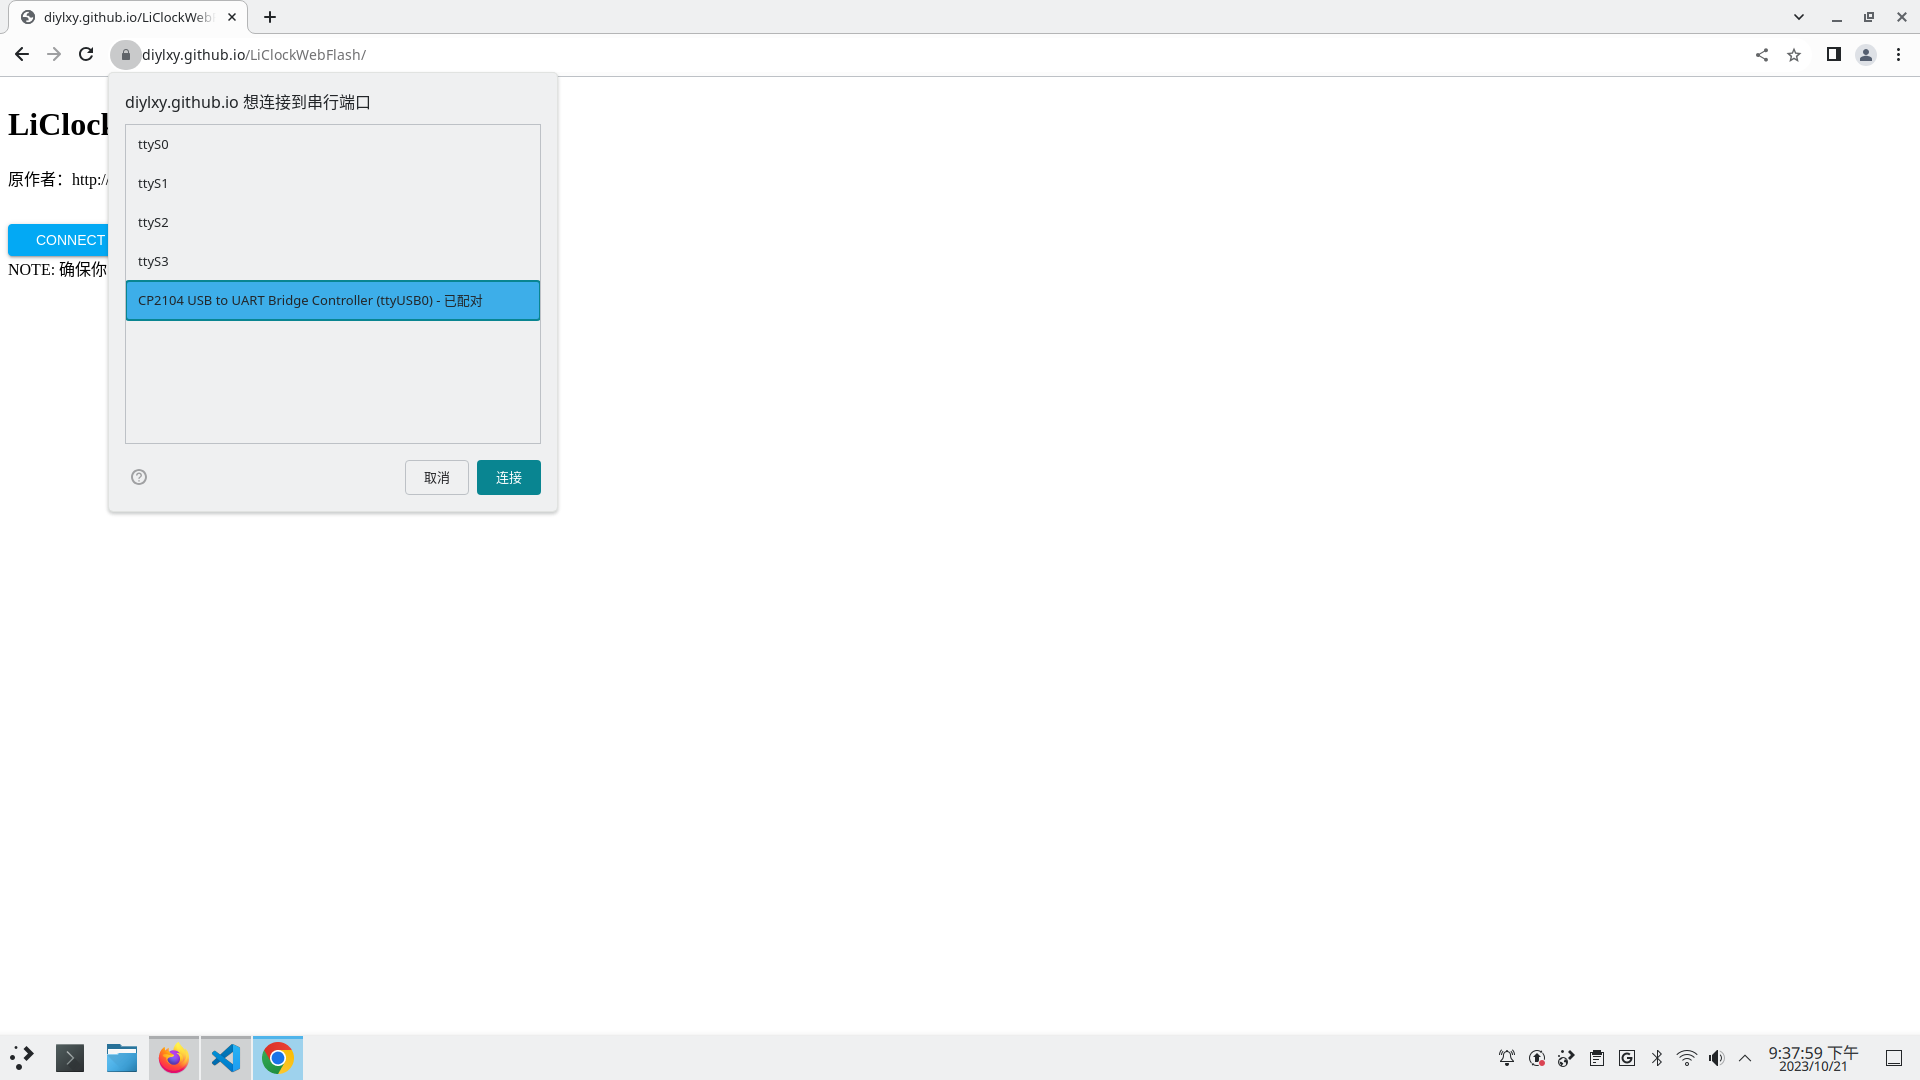 diylxy.github.io/LiClockWeb
diylxy.github.io/LiClockWebFlash/
diylxy.github.io 想连接到串行端口
ttyS0
ttyS1
ttyS2
ttyS3
CP2104 USB to UART Bridge Controller (ttyUSB0) - 已配对
取消
连接
LiClock
原作者：http:/
CONNECT
NOTE: 确保你
9:37:59 下午
2023/10/21